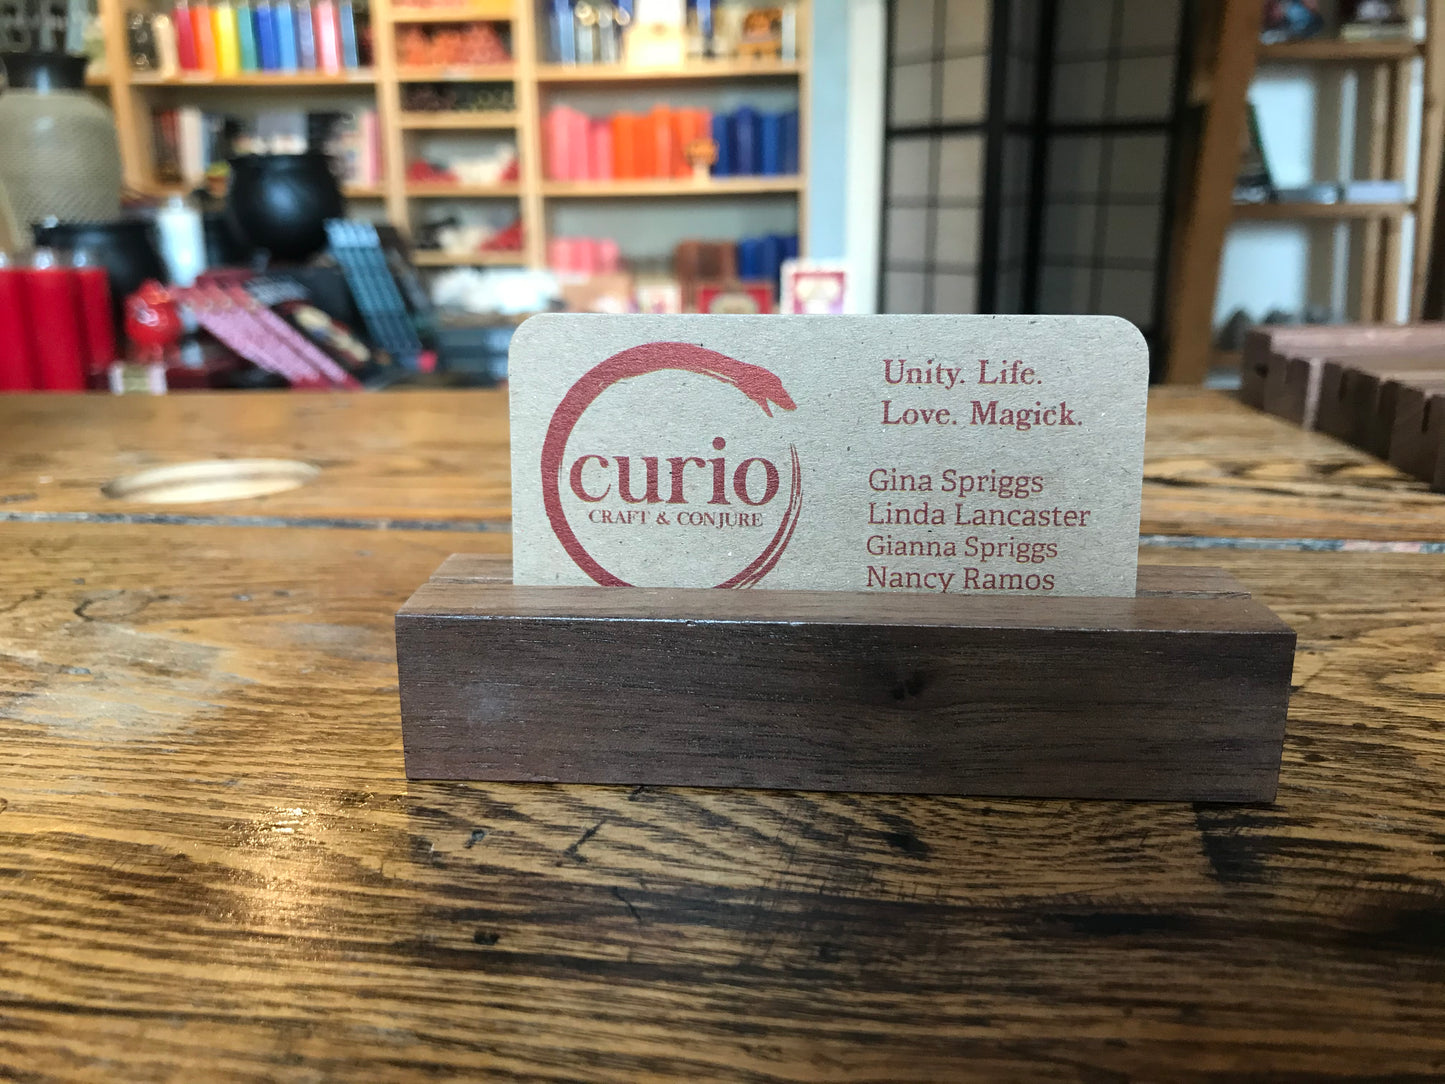 curio
CRAFT & CONJURE
Unity. Life.
Love. Magick.
Gina Spriggs
Linda Lancaster
Gianna Spriggs
Nancy Ramos